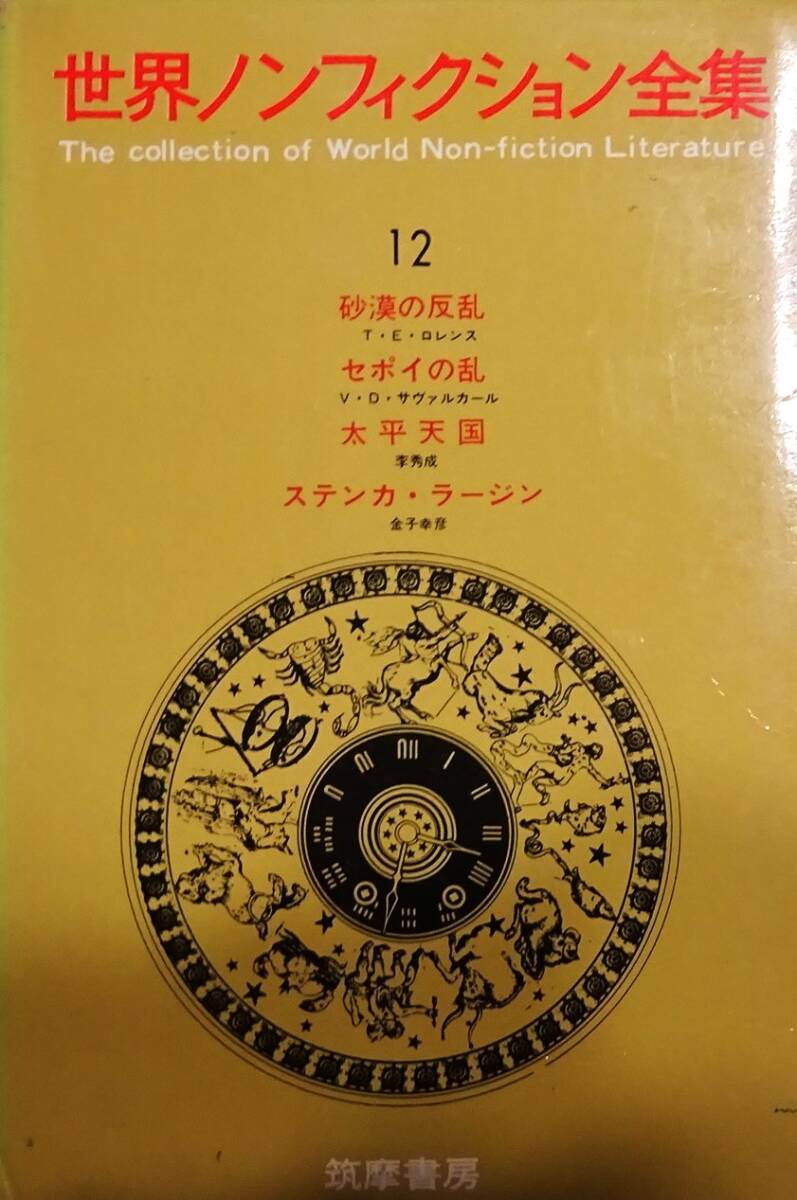 世界ノンフィクション全集
The collection of World Non-fiction Literature
12
砂漠の反乱
T・E・ロレンス
セポイの乱
V・D・サヴァルカール
太平天国
李秀成
ステンカ・ラージン
金子幸彦
筑摩書房